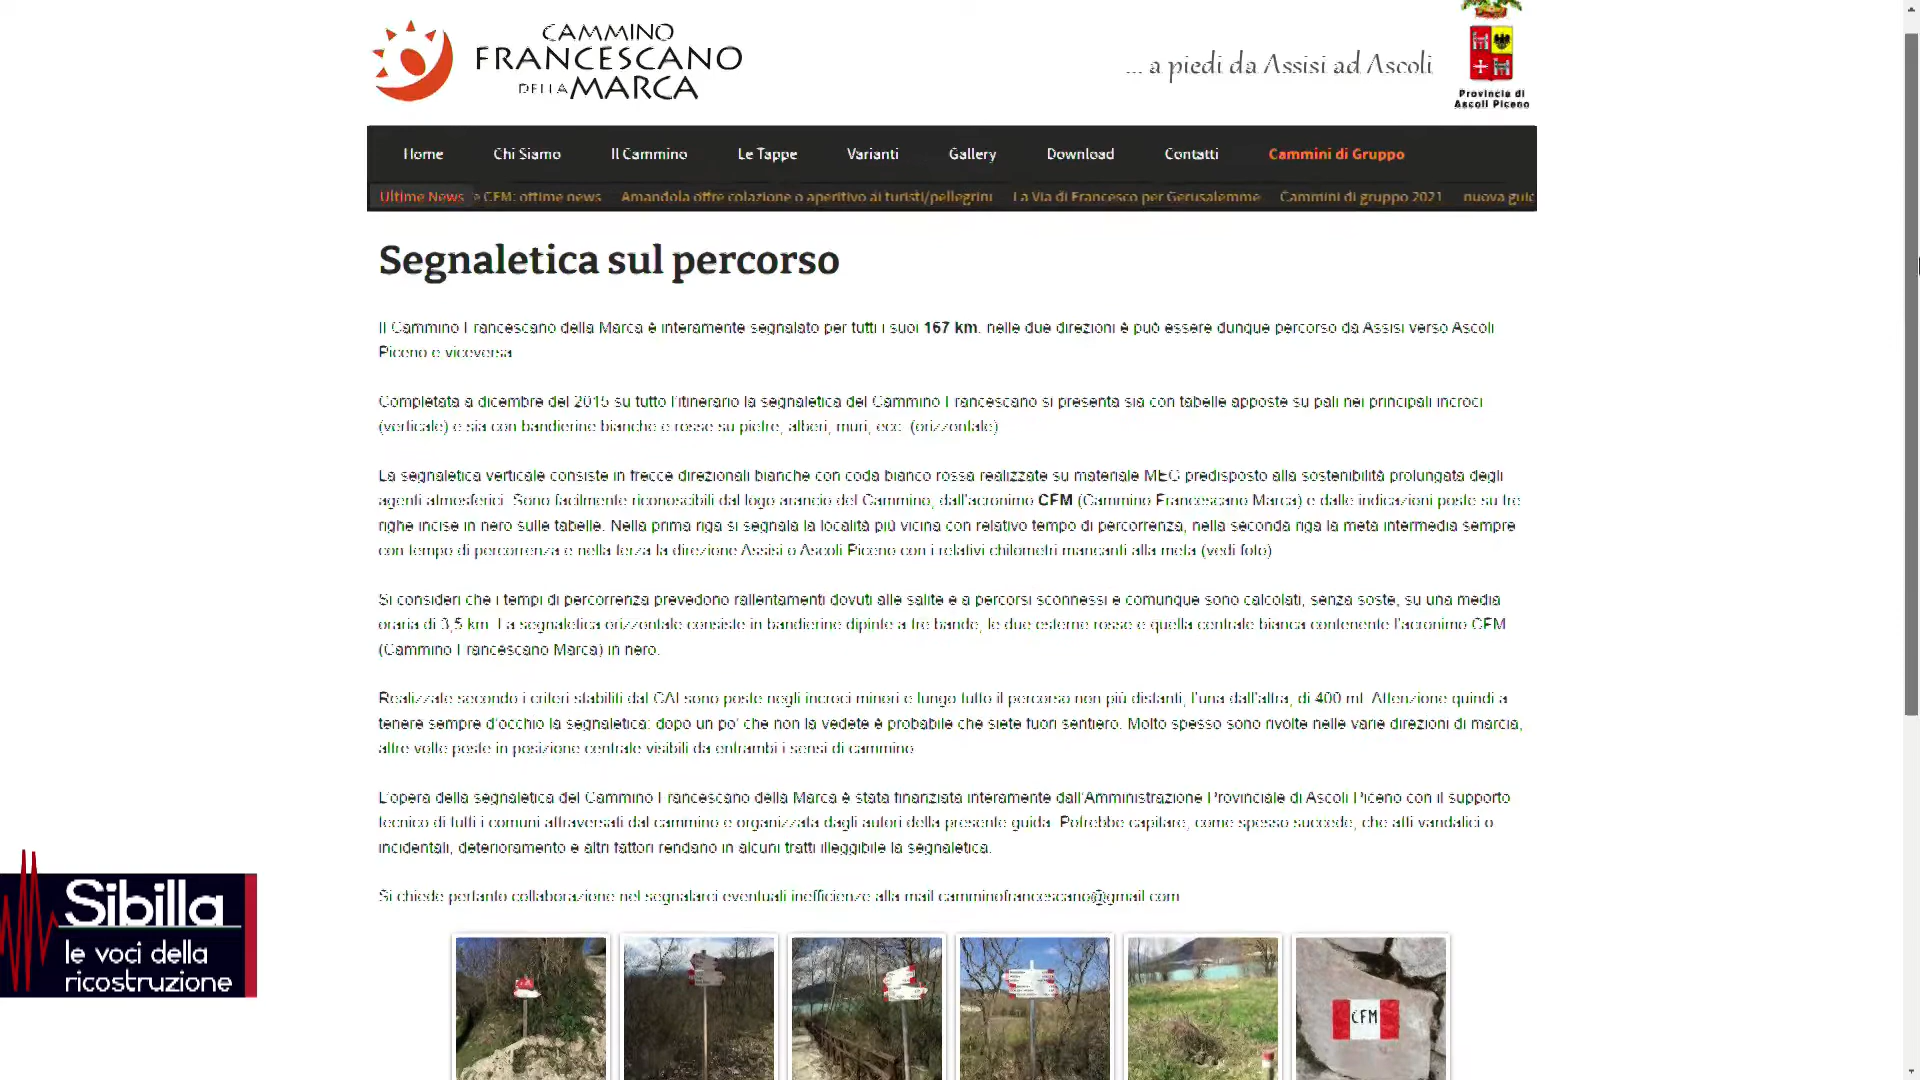 CAMMINO
FRANCESCANO
DELLA MARCA
... a piedi da Assisi ad Ascoli
Provincia di
Ascoli Piceno
Home Chi Siamo Il Cammino Le Tappe Varianti Gallery Download Contatti Cammini di Gruppo
Ultime News e CFM: ottime news Amandola offre colazione o aperitivo ai turisti/pellegrini La Via di Francesco per Gerusalemme Cammini di gruppo 2021 nuova guid
Segnaletica sul percorso
Il Cammino Francescano della Marca è interamente segnalato per tutti i suoi 167 km. nelle due direzioni è può essere dunque percorso da Assisi verso Ascoli
Piceno e viceversa.
Completata a dicembre del 2015 su tutto l'itinerario la segnaletica del Cammino Francescano si presenta sia con tabelle apposte su pali nei principali incroci
(verticale) e sia con bandierine bianche e rosse su pietre, alberi, muri, ecc. (orizzontale)
La segnaletica verticale consiste in frecce direzionali bianche con coda bianco rossa realizzate su materiale MEG predisposto alla sostenibilità prolungata degli
agenti atmosferici. Sono facilmente riconoscibili dal logo arancio del Cammino, dall'acronimo CFM (Cammino Francescano Marca) e dalle indicazioni poste su tre
righe incise in nero sulle tabelle. Nella prima riga si segnala la località più vicina con relativo tempo di percorrenza, nella seconda riga la meta intermedia sempre
con tempo di percorrenza e nella terza la direzione Assisi o Ascoli Piceno con i relativi chilometri mancanti alla meta (vedi foto)
Si consideri che i tempi di percorrenza prevedono rallentamenti dovuti alle salite e a percorsi sconnessi e comunque sono calcolati, senza soste, su una media
oraria di 3,5 km. La segnaletica orizzontale consiste in bandierine dipinte a tre bande, le due esterne rosse e quella centrale bianca contenente l'acronimo CFM
(Cammino Francescano Marca) in nero.
Realizzate secondo i criteri stabiliti dal CAI sono poste negli incroci minori e lungo tutto il percorso non più distanti, l'una dall'altra, di 400 mt. Attenzione quindi a
tenere sempre d'occhio la segnaletica: dopo un po' che non la vedete è probabile che siete fuori sentiero. Molto spesso sono rivolte nelle varie direzioni di marcia,
altre volte poste in posizione centrale visibili da entrambi i sensi di cammino
L'opera della segnaletica del Cammino Francescano della Marca è stata finanziata interamente dall'Amministrazione Provinciale di Ascoli Piceno con il supporto
tecnico di tutti i comuni attraversati dal cammino e organizzata dagli autori della presente guida. Potrebbe capitare, come spesso succede, che atti vandalici o
incidentali, deterioramento e altri fattori rendano in alcuni tratti illeggibile la segnaletica.
Si chiede pertanto collaborazione nel segnalarci eventuali inefficienze alla mail camminofrancescano@gmail.com
CFM
Sibilla
le voci della
ricostruzione